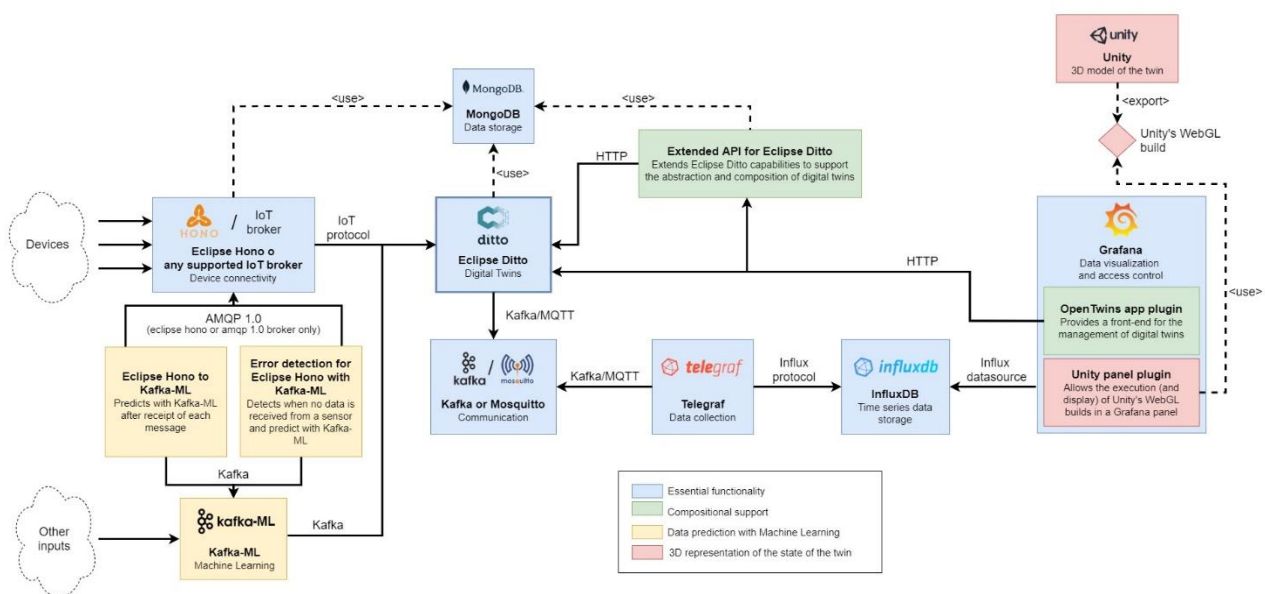 unity
Unity
3D model of the twin
<export>
Unity's WebGL
build
MongoDB.
MongoDB
Data storage
<use>
<use>
<use>
Extended API for Eclipse Ditto
Extends Eclipse Ditto capabilities to support
the abstraction and composition of digital twins
HTTP
Devices
HONO
/
IoT
broker
Eclipse Hono o
any supported IoT broker
Device connectivity
IoT
protocol
ditto
Eclipse Ditto
Digital Twins
HTTP
Grafana
Data visualization
and access control
<use>
OpenTwins app plugin
Provides a front-end for the
management of digital twins
Unity panel plugin
Allows the execution (and
display) of Unity's WebGL
builds in a Grafana panel
AMQP 1.0
(eclipse hono or amqp 1.0 broker only)
Kafka/MQTT
Eclipse Hono to
Kafka-ML
Predicts with Kafka-ML
after receipt of each
message
Error detection for
Eclipse Hono with
Kafka-ML
Detects when no data is
received from a sensor
and predict with Kafka-
ML
kafka
/
mosquitto
Kafka or Mosquitto
Communication
Kafka/MQTT
telegraf
Telegraf
Data collection
Influx
protocol
influxdb
InfluxDB
Time series data
storage
Influx
datasource
Kafka
Other
inputs
kafka-ML
Kafka-ML
Machine Learning
Kafka
Essential functionality
Compositional support
Data prediction with Machine Learning
3D representation of the state of the twin